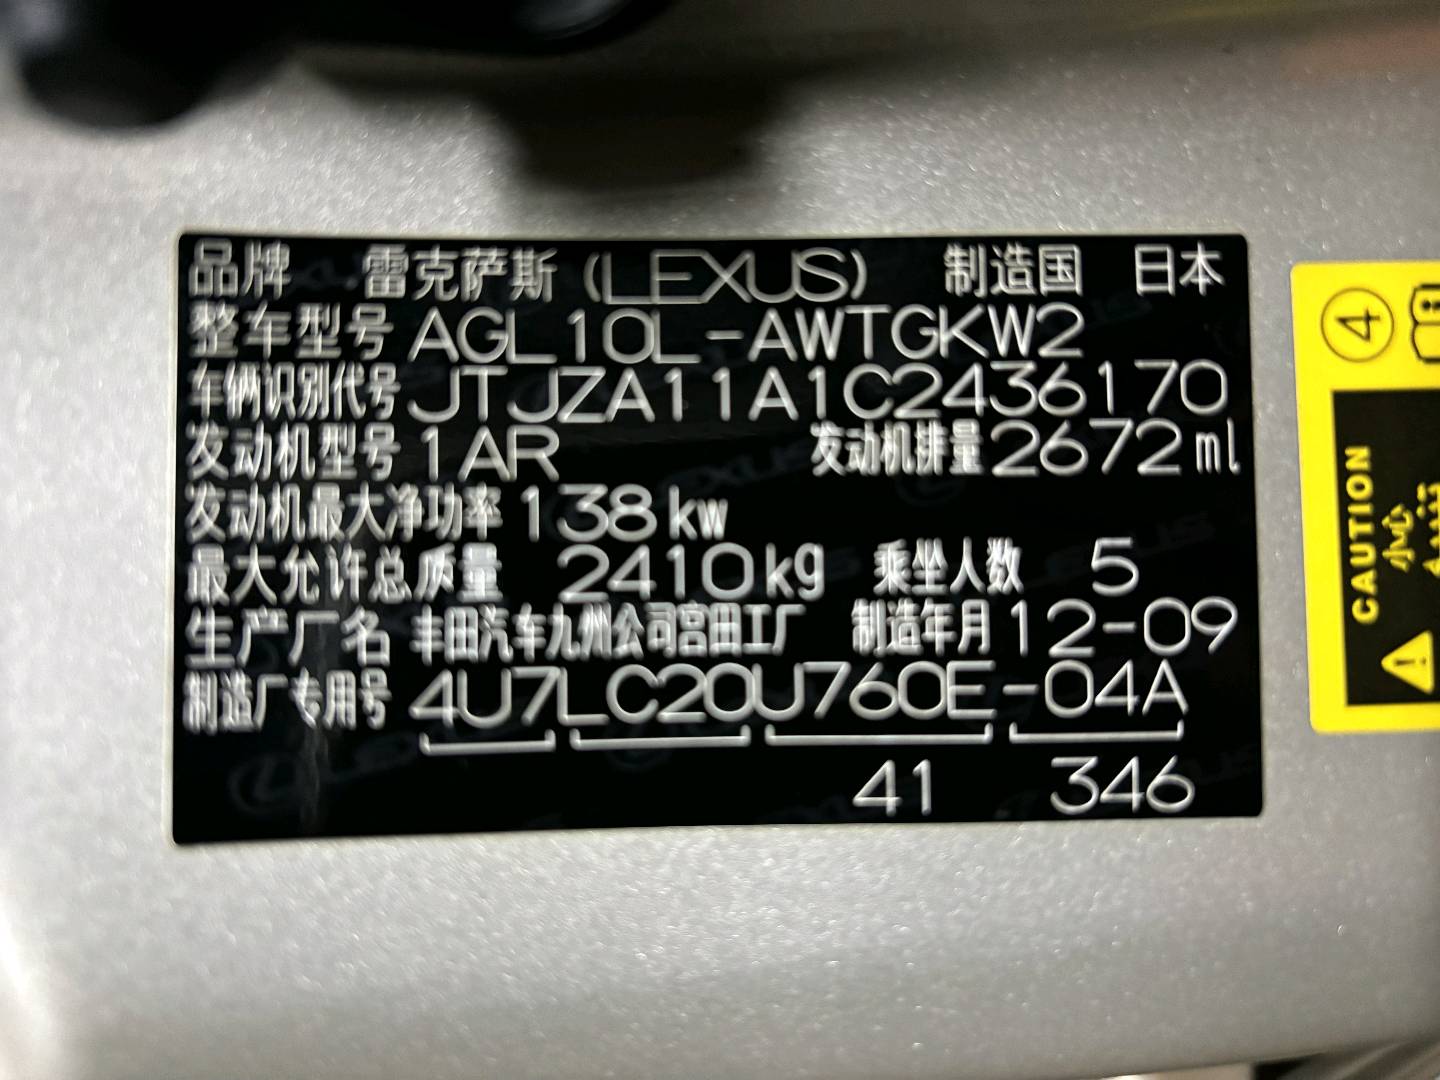 品牌 雷克萨斯 (LEXUS) 制造国 日本
整车型号 AGL10L-AWTGKW2
车辆识别代号 JTJZA11A1C2436170
发动机型号 1AR 发动机排量 2672 ml
发动机最大净功率 138 kw
最大允许总质量 2410 kg 乘坐人数 5
生产厂名 丰田汽车九州公司宫田工厂 制造年月 12-09
制造厂专用号 4U7LC20U760E-04A
41 346
4
CAUTION
小心